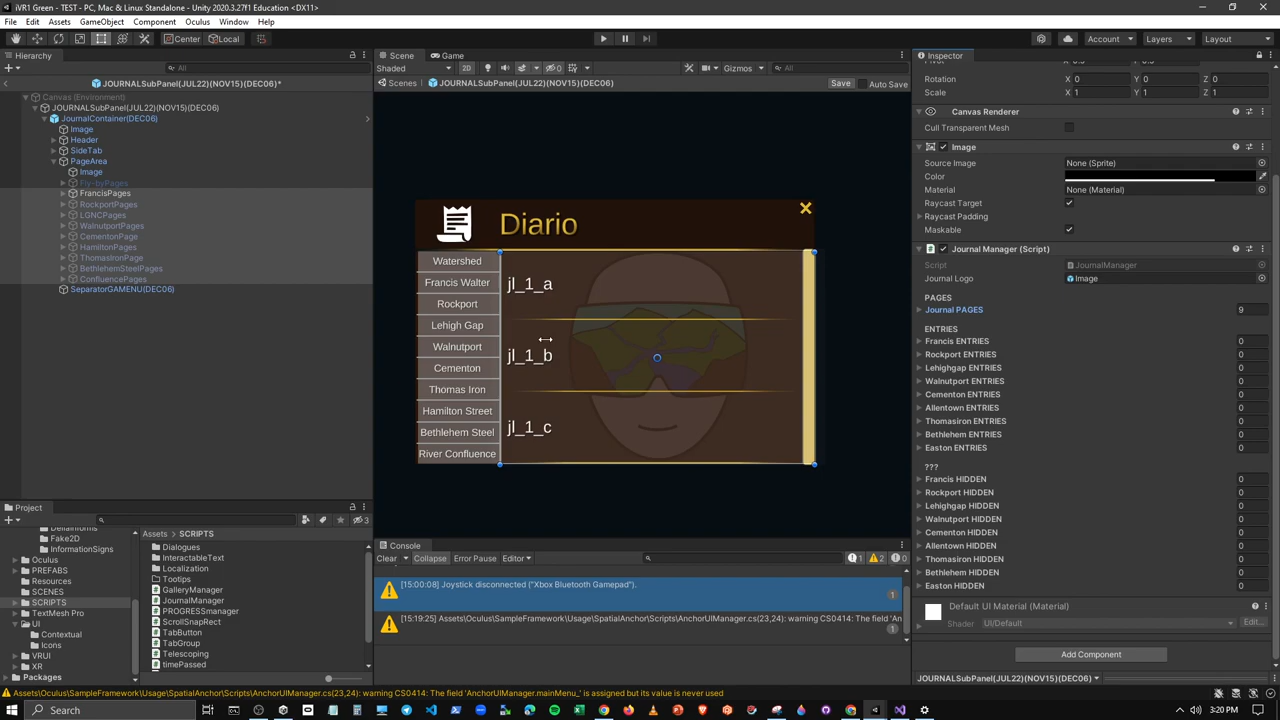 iVR1 Green - TEST - PC, Mac & Linux Standalone - Unity 2020.3.27f1 Education <DX11>
File Edit Assets GameObject Component Oculus Window Help
Center Local Account Layers Layout
Hierarchy
All
JOURNALSubPanel(JUL22)(NOV15)(DEC06)*
Canvas (Environment)
JOURNALSubPanel(JUL22)(NOV15)(DEC06)
JournalContainer(DEC06)
Image
Header
SideTab
PageArea
Image
Fly-byPages
FrancisPages
RockportPages
LGNCPages
WalnutportPages
CementonPage
HamiltonPages
ThomasIronPage
BethlehemSteelPages
ConfluencePages
SeparatorGAMENU(DEC06)
Scene Game
Shaded 2D 0 Gizmos All
Scenes JOURNALSubPanel(JUL22)(NOV15)(DEC06) Save Auto Save
Diario
Watershed
Francis Walter
Rockport
Lehigh Gap
Walnutport
Cementon
Thomas Iron
Hamilton Street
Bethlehem Steel
River Confluence
jl_1_a
jl_1_b
jl_1_c
Project
3
InformationSigns
Fake2D
Oculus
PREFABS
Resources
SCENES
SCRIPTS
TextMesh Pro
UI
Contextual
Icons
VRUI
XR
Packages
Assets > SCRIPTS
Dialogues
InteractableText
Localization
Tootips
GalleryManager
JournalManager
PROGRESSmanager
ScrollSnapRect
TabButton
TabGroup
Telescoping
timePassed
Console
Clear Collapse Error Pause Editor 1 2 0
[15:00:08] Joystick disconnected ("Xbox Bluetooth Gamepad").
1
[15:19:25] Assets\Oculus\SampleFramework\Usage\SpatialAnchor\Scripts\AnchorUIManager.cs(23,24): warning CS0414: The field 'An
1
Inspector
Rotation X 0 Y 0 Z 0
Scale X 1 Y 1 Z 1
Canvas Renderer
Cull Transparent Mesh
Image
Source Image None (Sprite)
Color
Material None (Material)
Raycast Target
Raycast Padding
Maskable
Journal Manager (Script)
Script JournalManager
Journal Logo Image
PAGES
Journal PAGES 9
ENTRIES
Francis ENTRIES 0
Rockport ENTRIES 0
Lehighgap ENTRIES 0
Walnutport ENTRIES 0
Cementon ENTRIES 0
Allentown ENTRIES 0
Thomasiron ENTRIES 0
Bethlehem ENTRIES 0
Easton ENTRIES 0
???
Francis HIDDEN 0
Rockport HIDDEN 0
Lehighgap HIDDEN 0
Walnutport HIDDEN 0
Cementon HIDDEN 0
Allentown HIDDEN 0
Thomasiron HIDDEN 0
Bethlehem HIDDEN 0
Easton HIDDEN 0
Default UI Material (Material)
Shader UI/Default Edit...
Add Component
JOURNALSubPanel(JUL22)(NOV15)(DEC06)
Assets\Oculus\SampleFramework\Usage\SpatialAnchor\Scripts\AnchorUIManager.cs(23,24): warning CS0414: The field 'AnchorUIManager.mainMenu_' is assigned but its value is never used
Search 3:20 PM